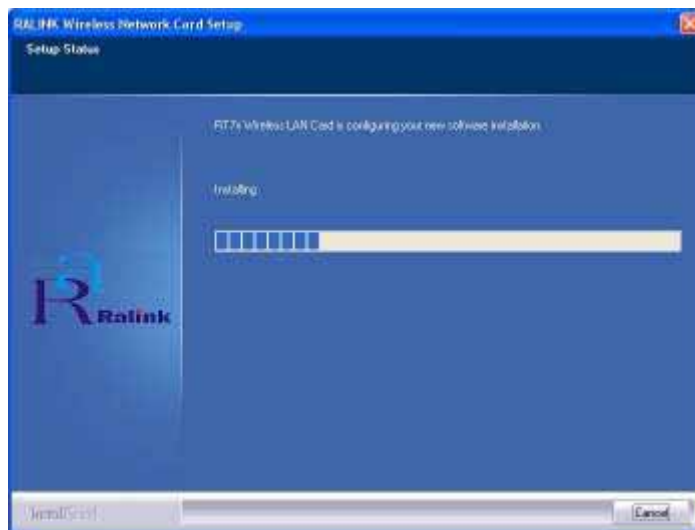 RALINK Wireless Network Card Setup
Setup Status
RT7x Wireless LAN Card is configuring your new software installation.
Installing
Ralink
InstallShield
Cancel